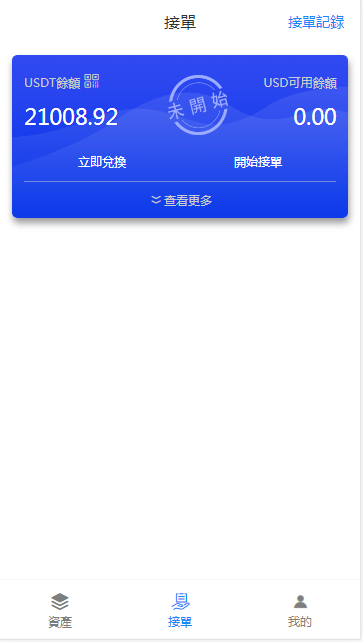 接單
接單記錄
USDT餘額
USD可用餘額
未開始
21008.92
0.00
立即兌換
開始接單
查看更多
資產
接單
我的